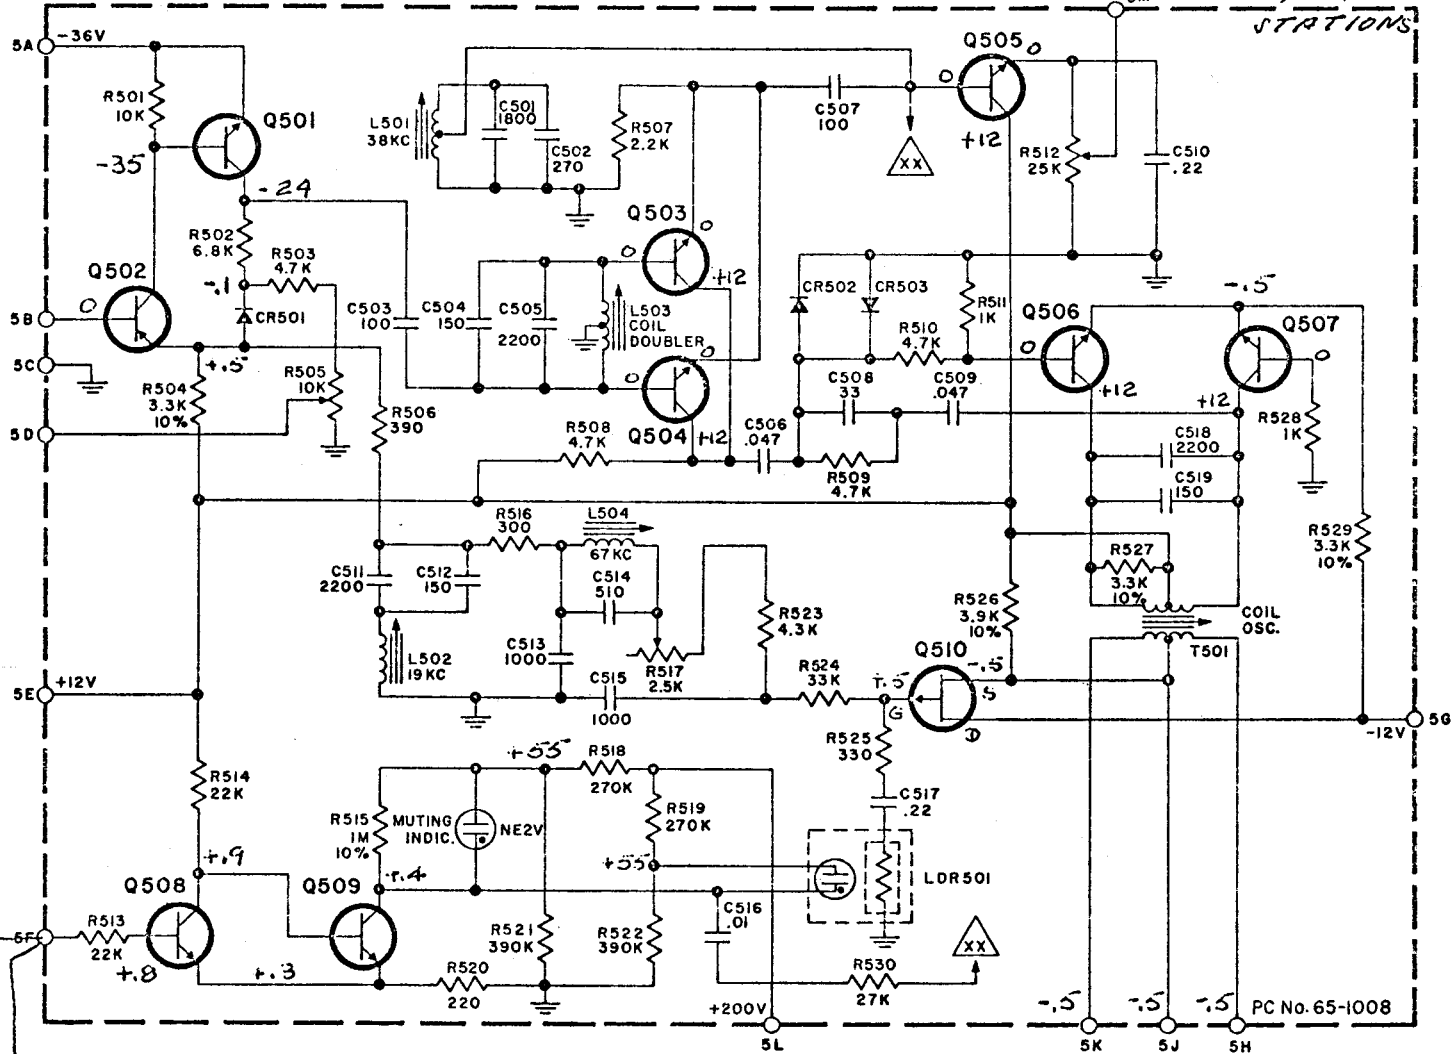 STATIONS
5A
-36V
Q505
0
0
R501
10K
Q501
L501
38KC
C501
1800
C502
270
R507
2.2K
C507
100
+12
R512
25K
C510
.22
-35
XX
-24
Q503
0
R502
6.8K
Q502
R503
4.7K
0
+12
-.1
CR502
CR503
-.5
5B
0
CR501
C503
100
C504
150
C505
2200
L503
COIL
DOUBLER
R511
1K
Q506
Q507
R510
4.7K
0
0
5C
+.5
0
0
R504
3.3K
10%
R505
10K
C508
33
C509
.047
+12
+12
R506
390
Q504
R528
1K
5D
R508
4.7K
+12
C506
.047
C518
2200
R509
4.7K
C519
150
R516
300
L504
67KC
R529
3.3K
10%
C511
2200
C512
150
C514
510
R527
3.3K
10%
R523
4.3K
R526
3.9K
10%
COIL
OSC.
L502
19KC
C513
1000
R517
2.5K
Q510
T501
R524
33K
-.5
5E
+12V
C515
1000
+.5
G
S
D
-12V
5G
R525
330
+55
R518
270K
R514
22K
C517
.22
R515
1M
10%
MUTING
INDIC.
NE2V
R519
270K
+.9
+55
LDR501
Q508
Q509
+.4
C516
.01
R513
22K
5F
R521
390K
R522
390K
XX
+.8
+.3
R520
220
R530
27K
+200V
-.5
-.5
-.5
PC No. 65-1008
5L
5K
5J
5H